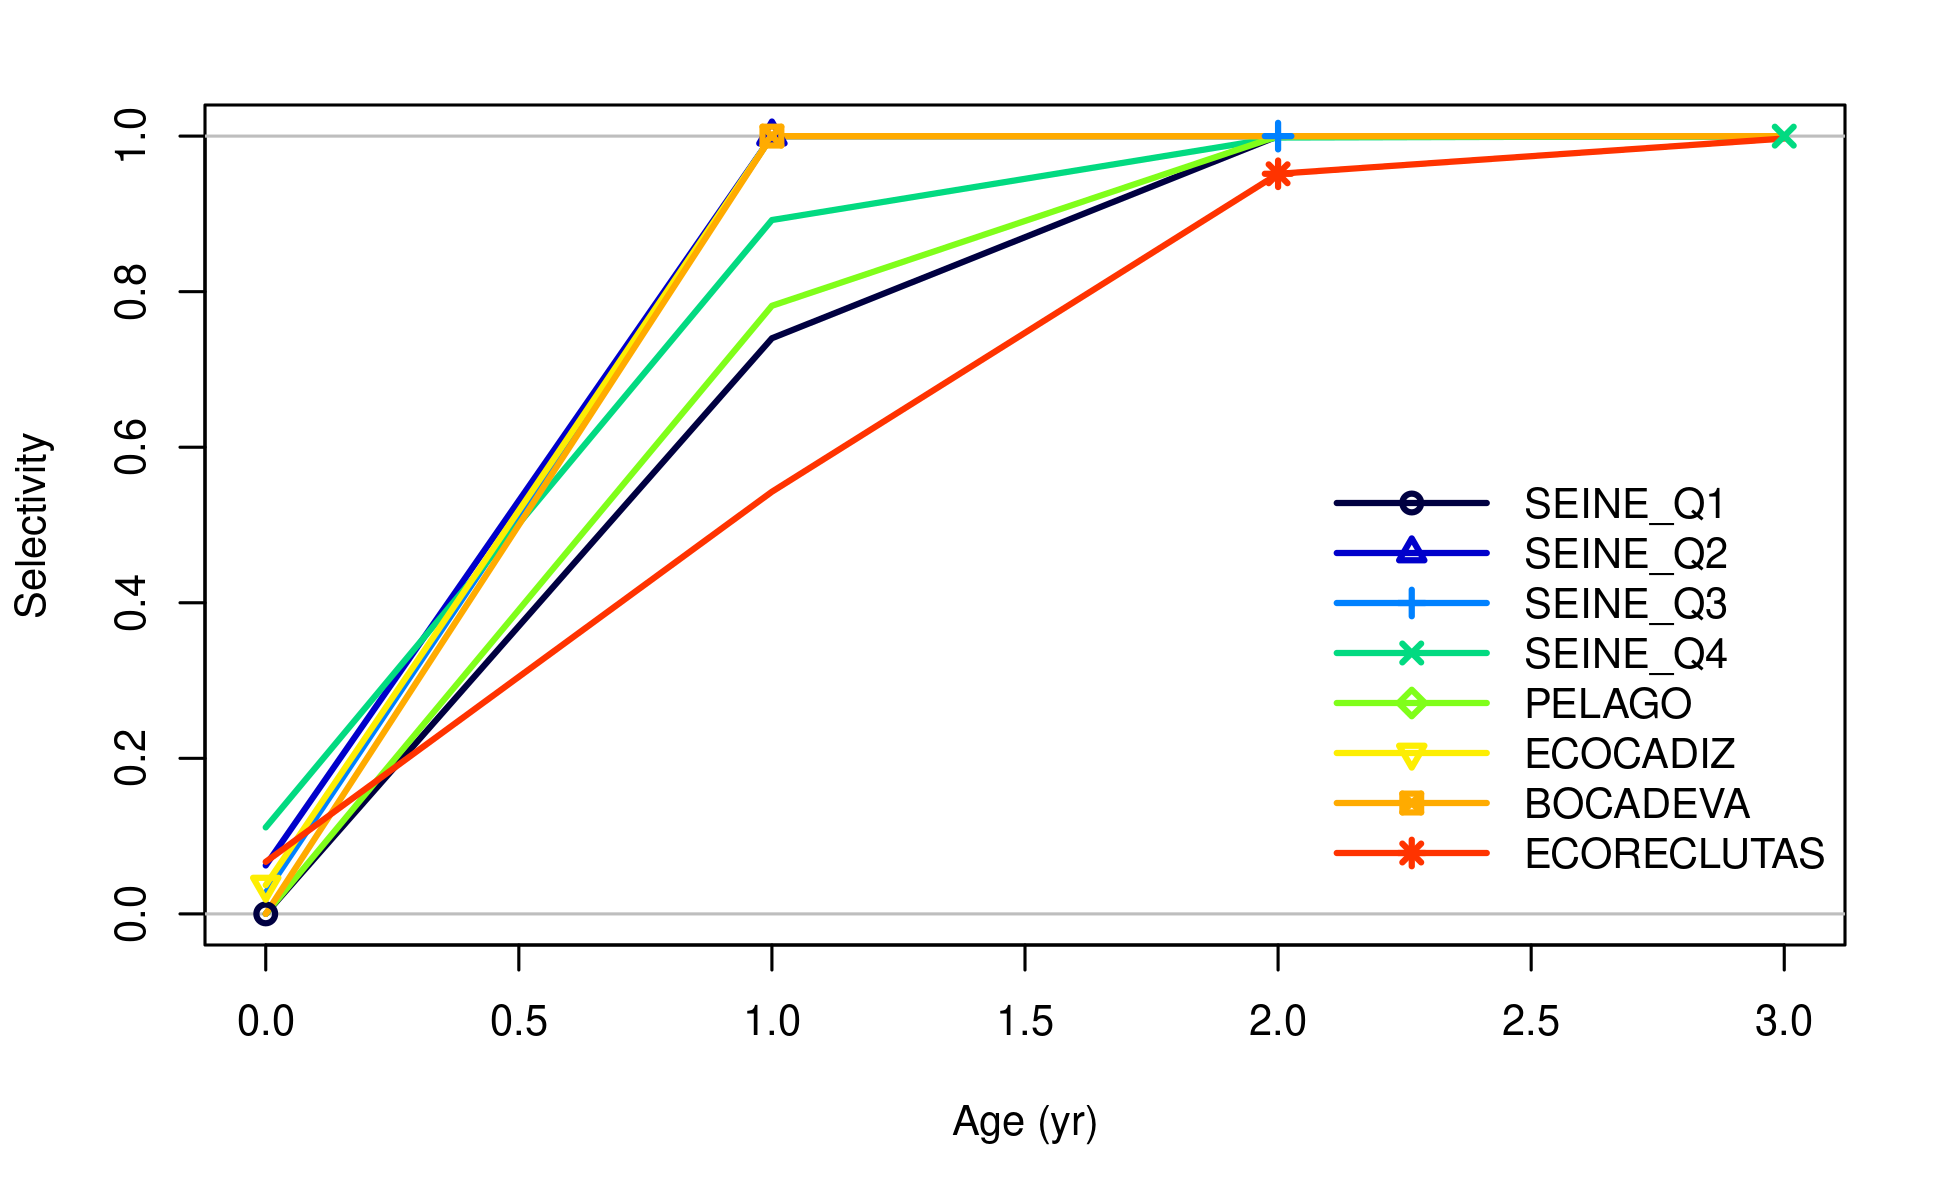 Selectivity
1.0
0.8
0.6
0.4
0.2
0.0
SEINE_Q1
SEINE_Q2
SEINE_Q3
SEINE_Q4
PELAGO
ECOCADIZ
BOCADEVA
ECORECLUTAS
0.0 0.5 1.0 1.5 2.0 2.5 3.0
Age (yr)